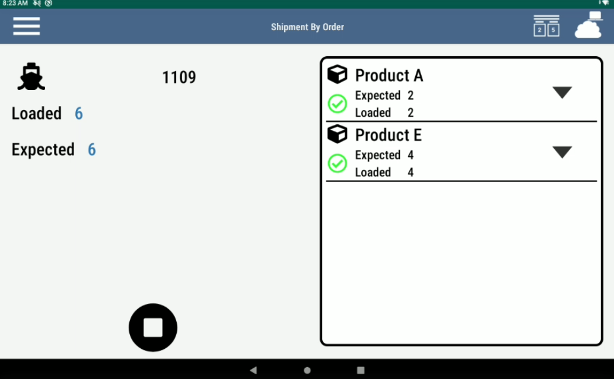 8:23 AM
Shipment By Order
2 5
1109
Loaded 6
Expected 6
Product A
Expected 2
Loaded 2
Product E
Expected 4
Loaded 4